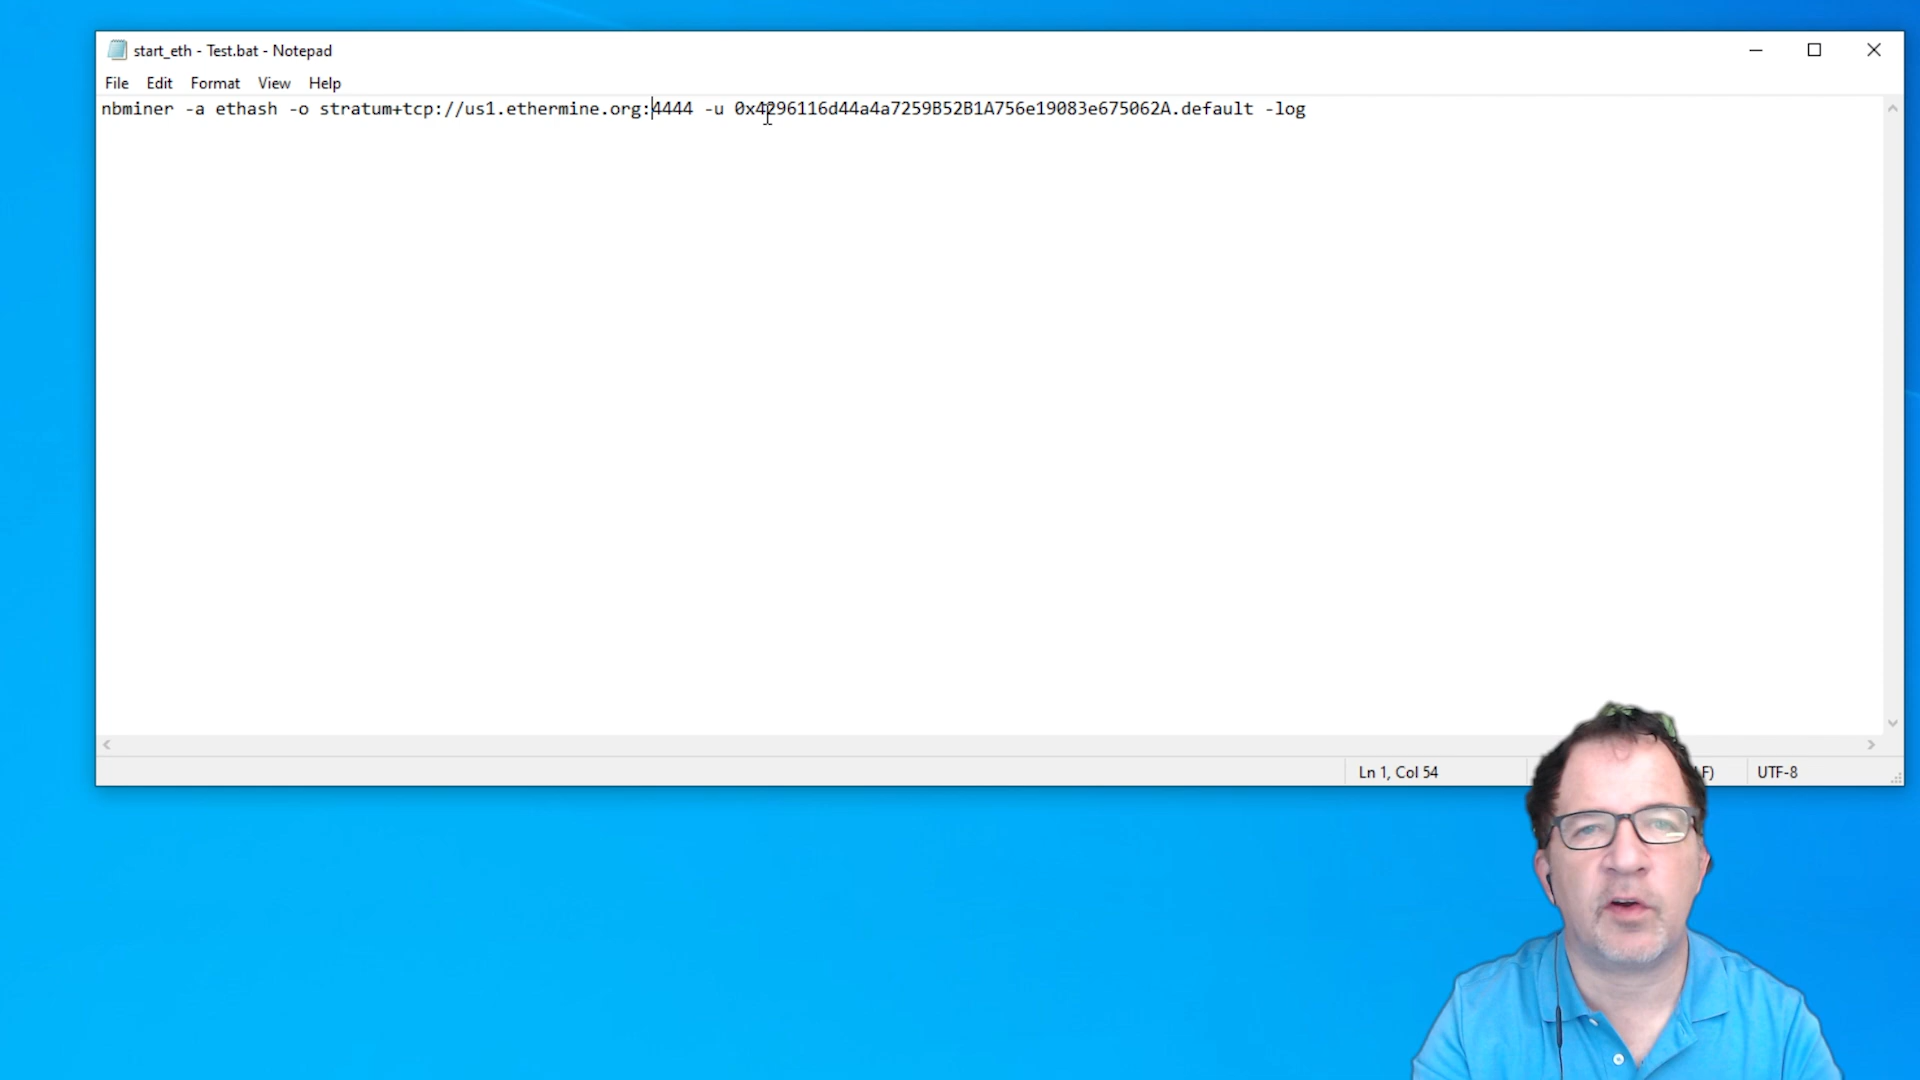 start_eth - Test.bat - Notepad
File Edit Format View Help
nbminer -a ethash -o stratum+tcp://us1.ethermine.org:4444 -u 0x4296116d44a4a7259B52B1A756e19083e675062A.default -log
Ln 1, Col 54
F)
UTF-8